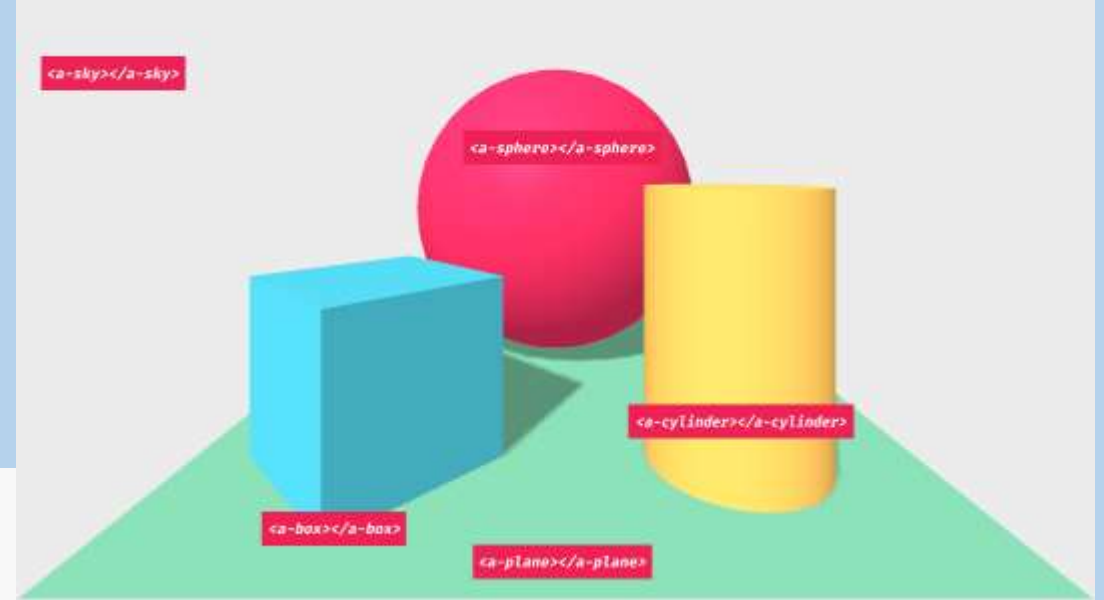 <a-sky></a-sky>
<a-sphere></a-sphere>
<a-cylinder></a-cylinder>
<a-box></a-box>
<a-plane></a-plane>